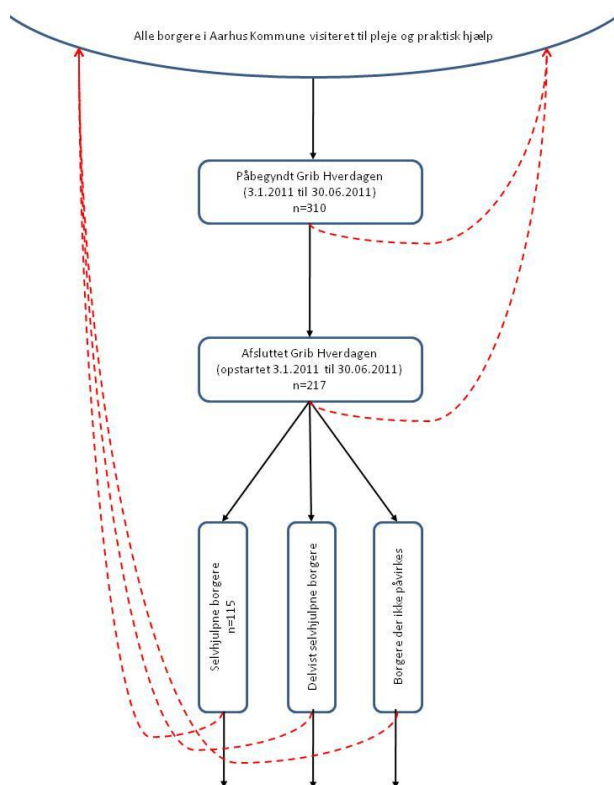 Alle borgere i Aarhus Kommune visiteret til pleje og praktisk hjælp
Påbegyndt Grib Hverdagen
(3.1.2011 til 30.06.2011)
n=310
Afsluttet Grib Hverdagen
(opstartet 3.1.2011 til 30.06.2011)
n=217
Selvhjulpne borgere
n=115
Delvist selvhjulpne borgere
Borgere der ikke påvirkes